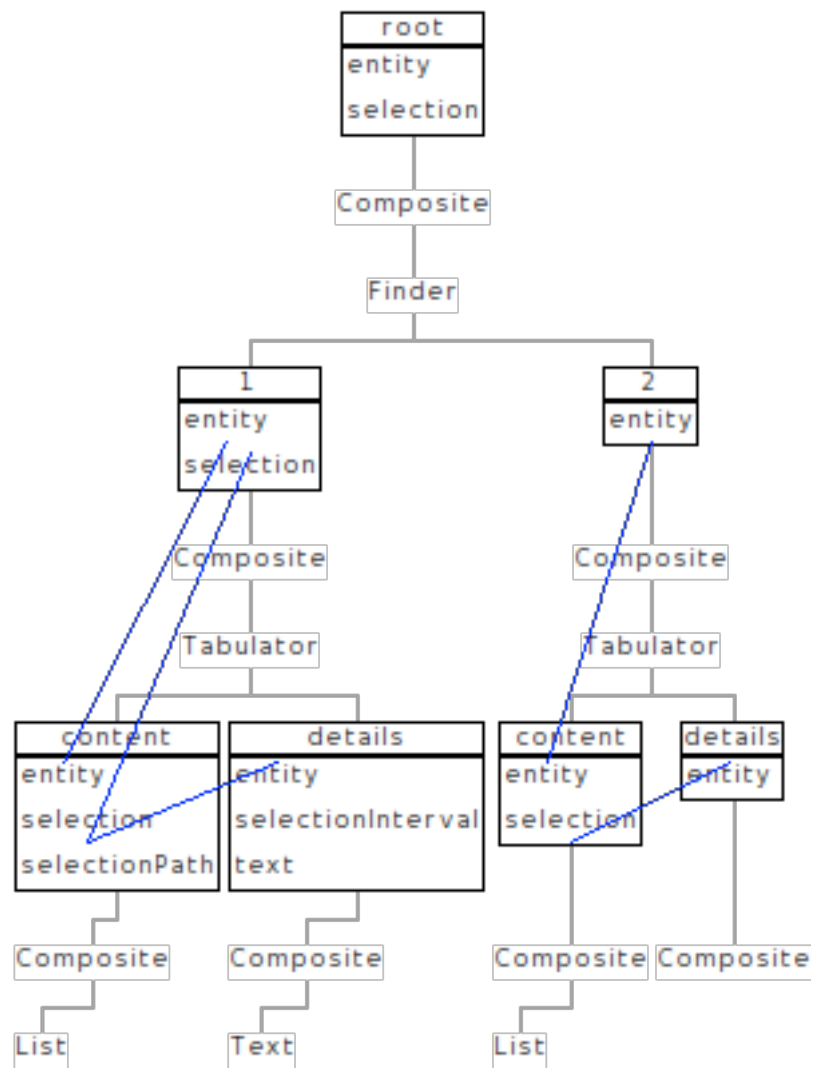 root
entity
selection
Composite
Finder
1
entity
selection
2
entity
Composite
Composite
Tabulator
Tabulator
content
entity
selection
selectionPath
details
entity
selectionInterval
text
content
entity
selection
details
entity
Composite
Composite
Composite
Composite
List
Text
List